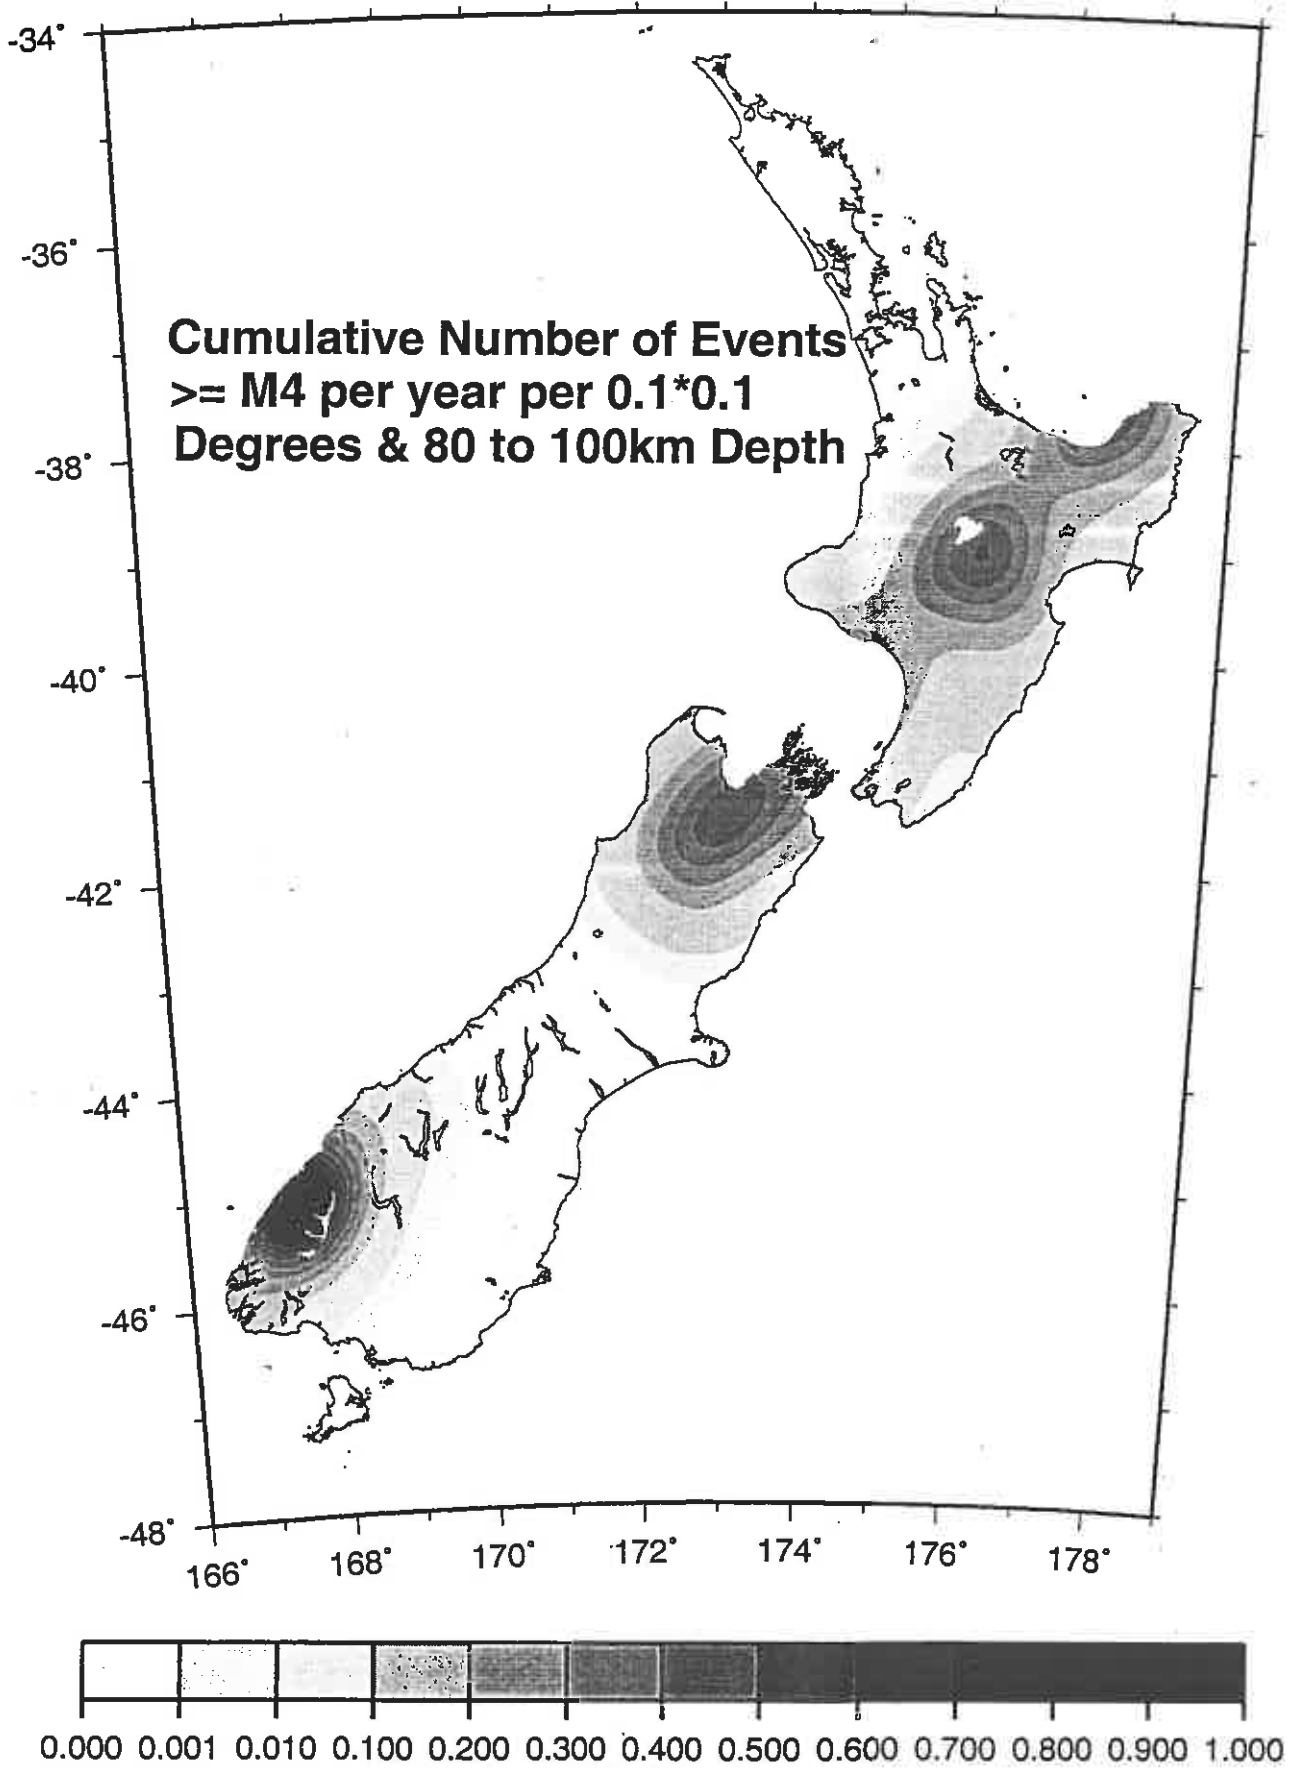 -34°
-36°
Cumulative Number of Events
>= M4 per year per 0.1*0.1
Degrees & 80 to 100km Depth
-38°
-40°
-42°
-44°
-46°
-48°
166° 168° 170° 172° 174° 176° 178°
0.000 0.001 0.010 0.100 0.200 0.300 0.400 0.500 0.600 0.700 0.800 0.900 1.000